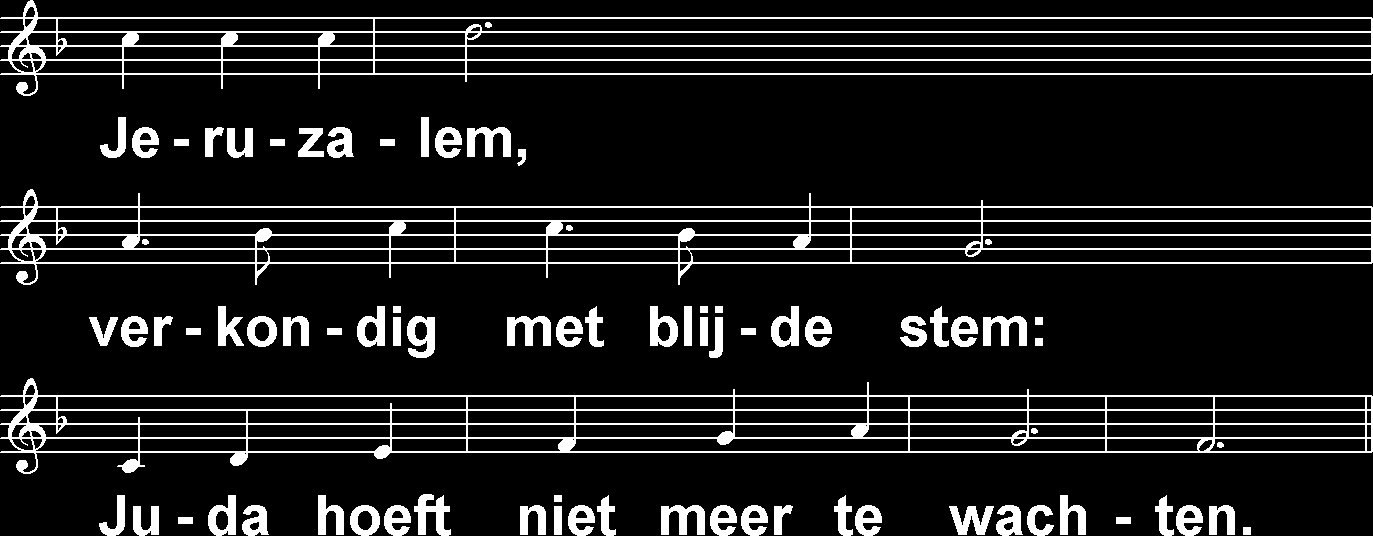 Je - ru - za - lem,
ver - kon - dig met blij - de stem:
Ju - da hoeft niet meer te wach - ten.